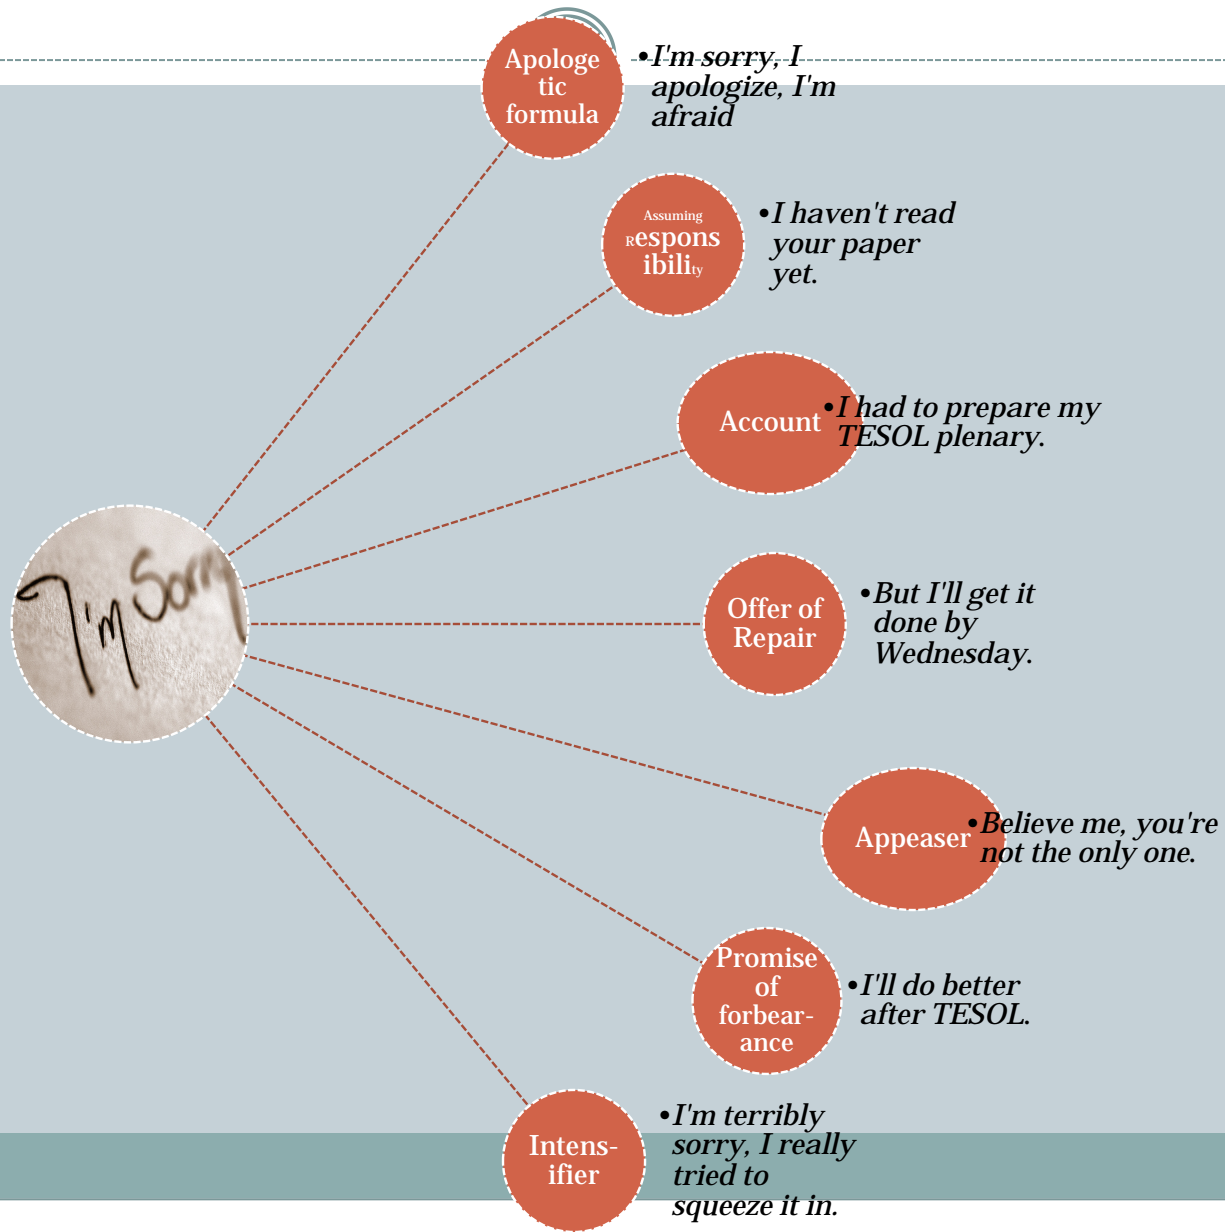 Apologe
tic
formula
•I'm sorry, I
apologize, I'm
afraid
Assuming
Respons
ibility
•I haven't read
your paper
yet.
Account
•I had to prepare my
TESOL plenary.
I'm Sorry
Offer of
Repair
•But I'll get it
done by
Wednesday.
Appeaser
•Believe me, you're
not the only one.
Promise
of
forbear-
ance
•I'll do better
after TESOL.
Intens-
ifier
•I'm terribly
sorry, I really
tried to
squeeze it in.